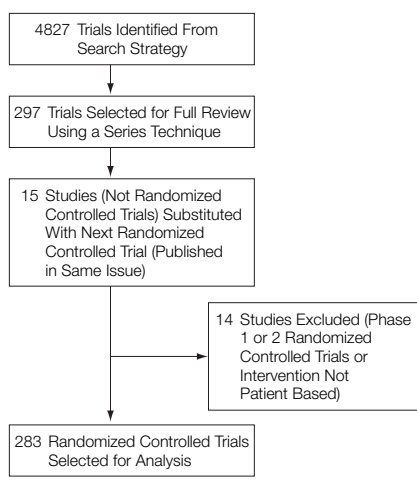 4827 Trials Identified From
Search Strategy
297 Trials Selected for Full Review
Using a Series Technique
15 Studies (Not Randomized
Controlled Trials) Substituted
With Next Randomized
Controlled Trial (Published
in Same Issue)
14 Studies Excluded (Phase
1 or 2 Randomized
Controlled Trials or
Intervention Not
Patient Based)
283 Randomized Controlled Trials
Selected for Analysis